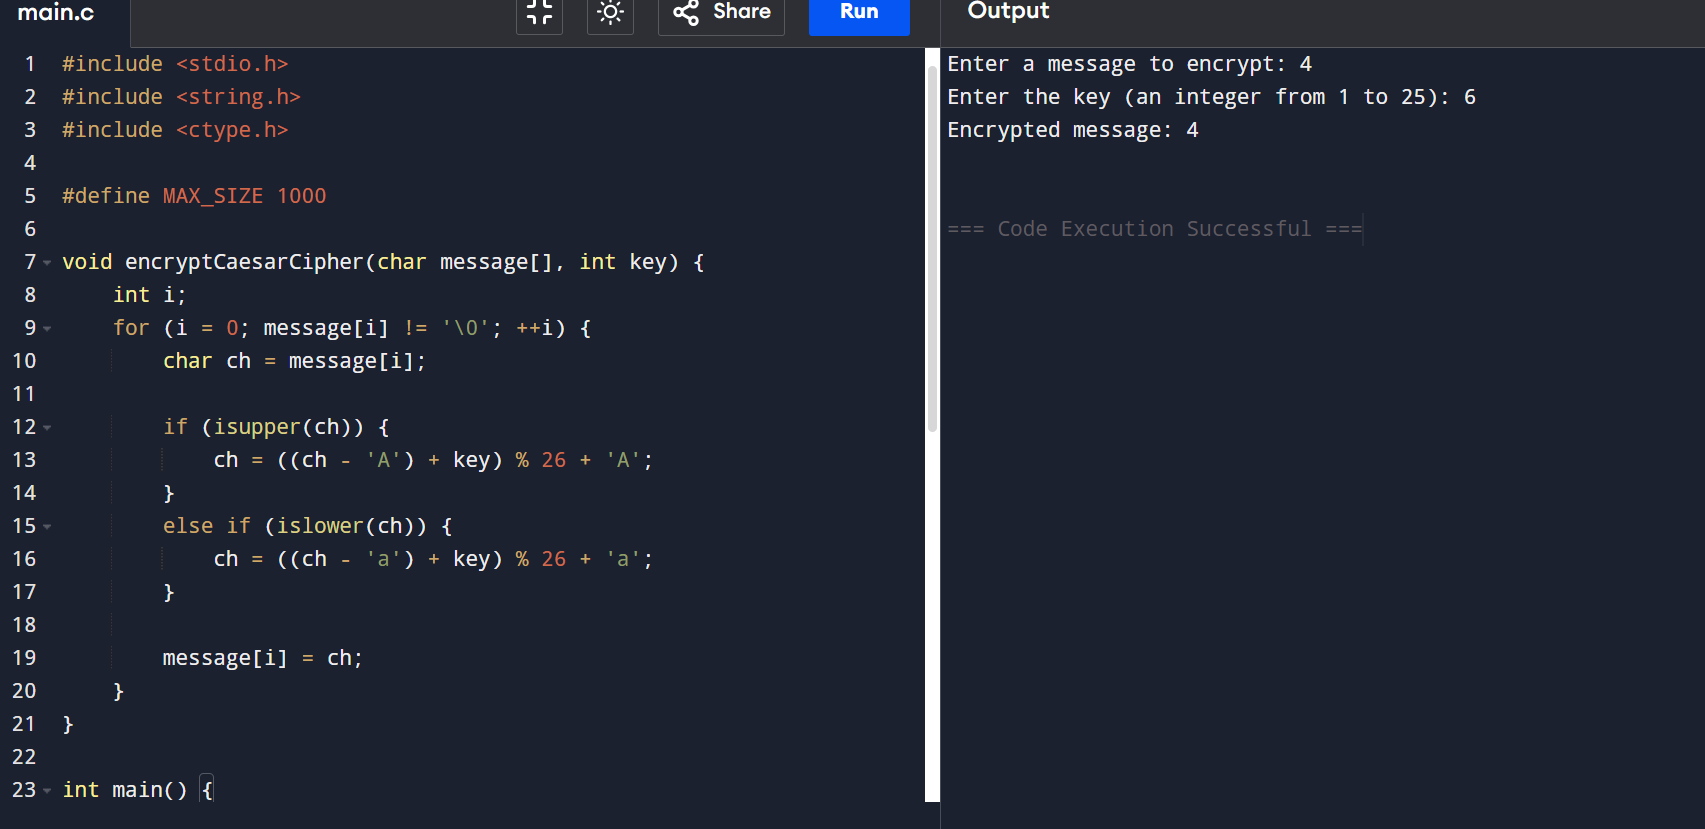 main.c Share Run Output
1 #include <stdio.h>
2 #include <string.h>
3 #include <ctype.h>
4
5 #define MAX_SIZE 1000
6
7 void encryptCaesarCipher(char message[], int key) {
8     int i;
9     for (i = 0; message[i] != '\0'; ++i) {
10         char ch = message[i];
11
12         if (isupper(ch)) {
13             ch = ((ch - 'A') + key) % 26 + 'A';
14         }
15         else if (islower(ch)) {
16             ch = ((ch - 'a') + key) % 26 + 'a';
17         }
18
19         message[i] = ch;
20     }
21 }
22
23 int main() {
Enter a message to encrypt: 4
Enter the key (an integer from 1 to 25): 6
Encrypted message: 4
=== Code Execution Successful ===